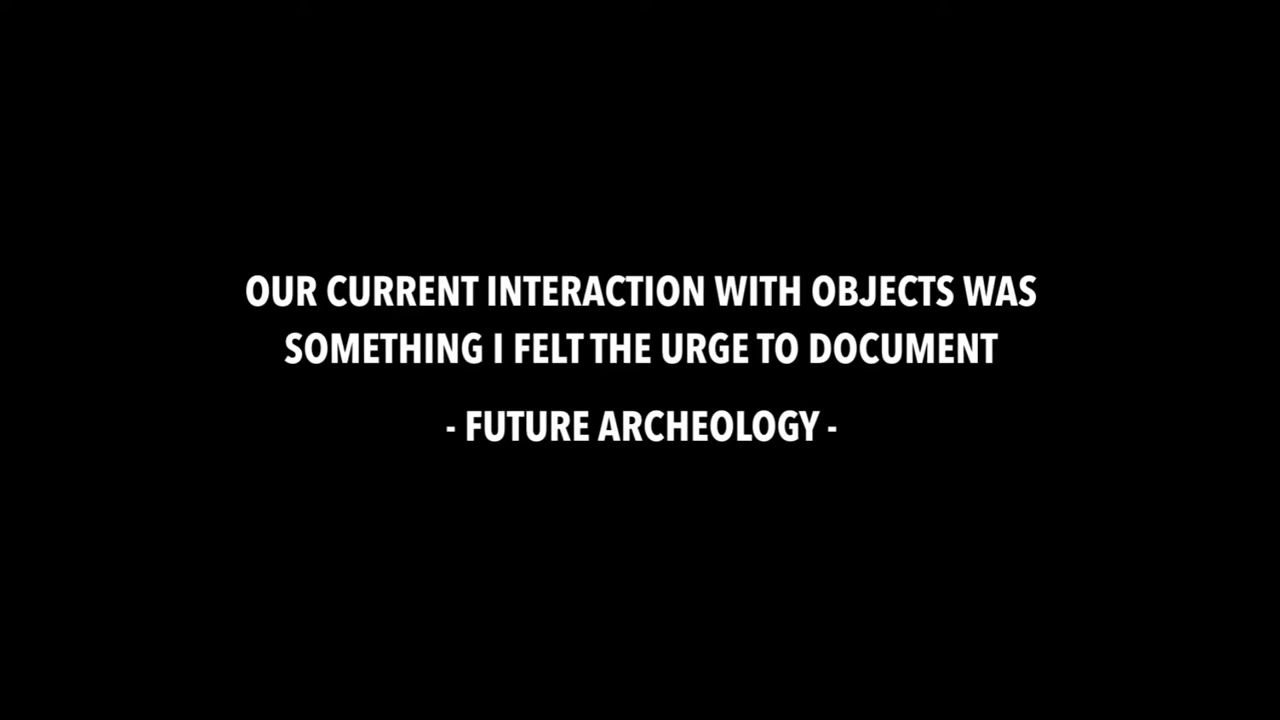 OUR CURRENT INTERACTION WITH OBJECTS WAS
SOMETHING I FELT THE URGE TO DOCUMENT
- FUTURE ARCHEOLOGY -